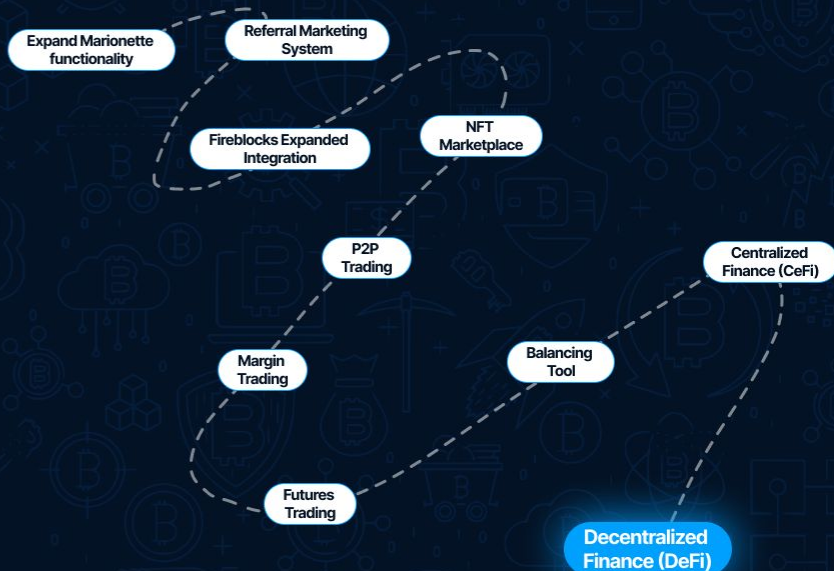 Expand Marionette
functionality
Referral Marketing
System
Fireblocks Expanded
Integration
NFT
Marketplace
P2P
Trading
Margin
Trading
Futures
Trading
Balancing
Tool
Centralized
Finance (CeFi)
Decentralized
Finance (DeFi)